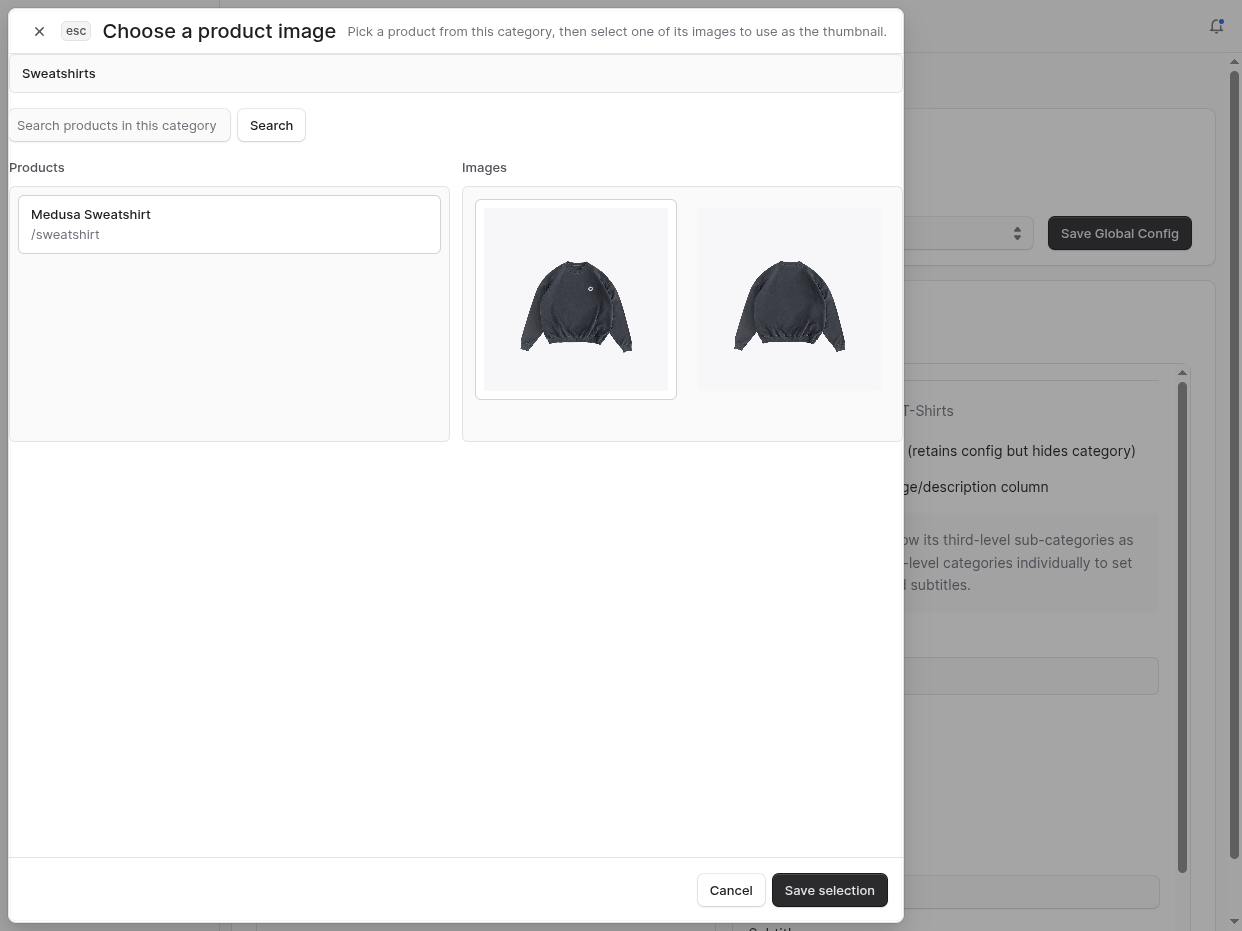 esc
Choose a product image
Pick a product from this category, then select one of its images to use as the thumbnail.
Sweatshirts
Search products in this category
Search
Products
Images
Medusa Sweatshirt
/sweatshirt
Save Global Config
T-Shirts
(retains config but hides category)
ge/description column
ow its third-level sub-categories as
-level categories individually to set
subtitles.
Cancel
Save selection